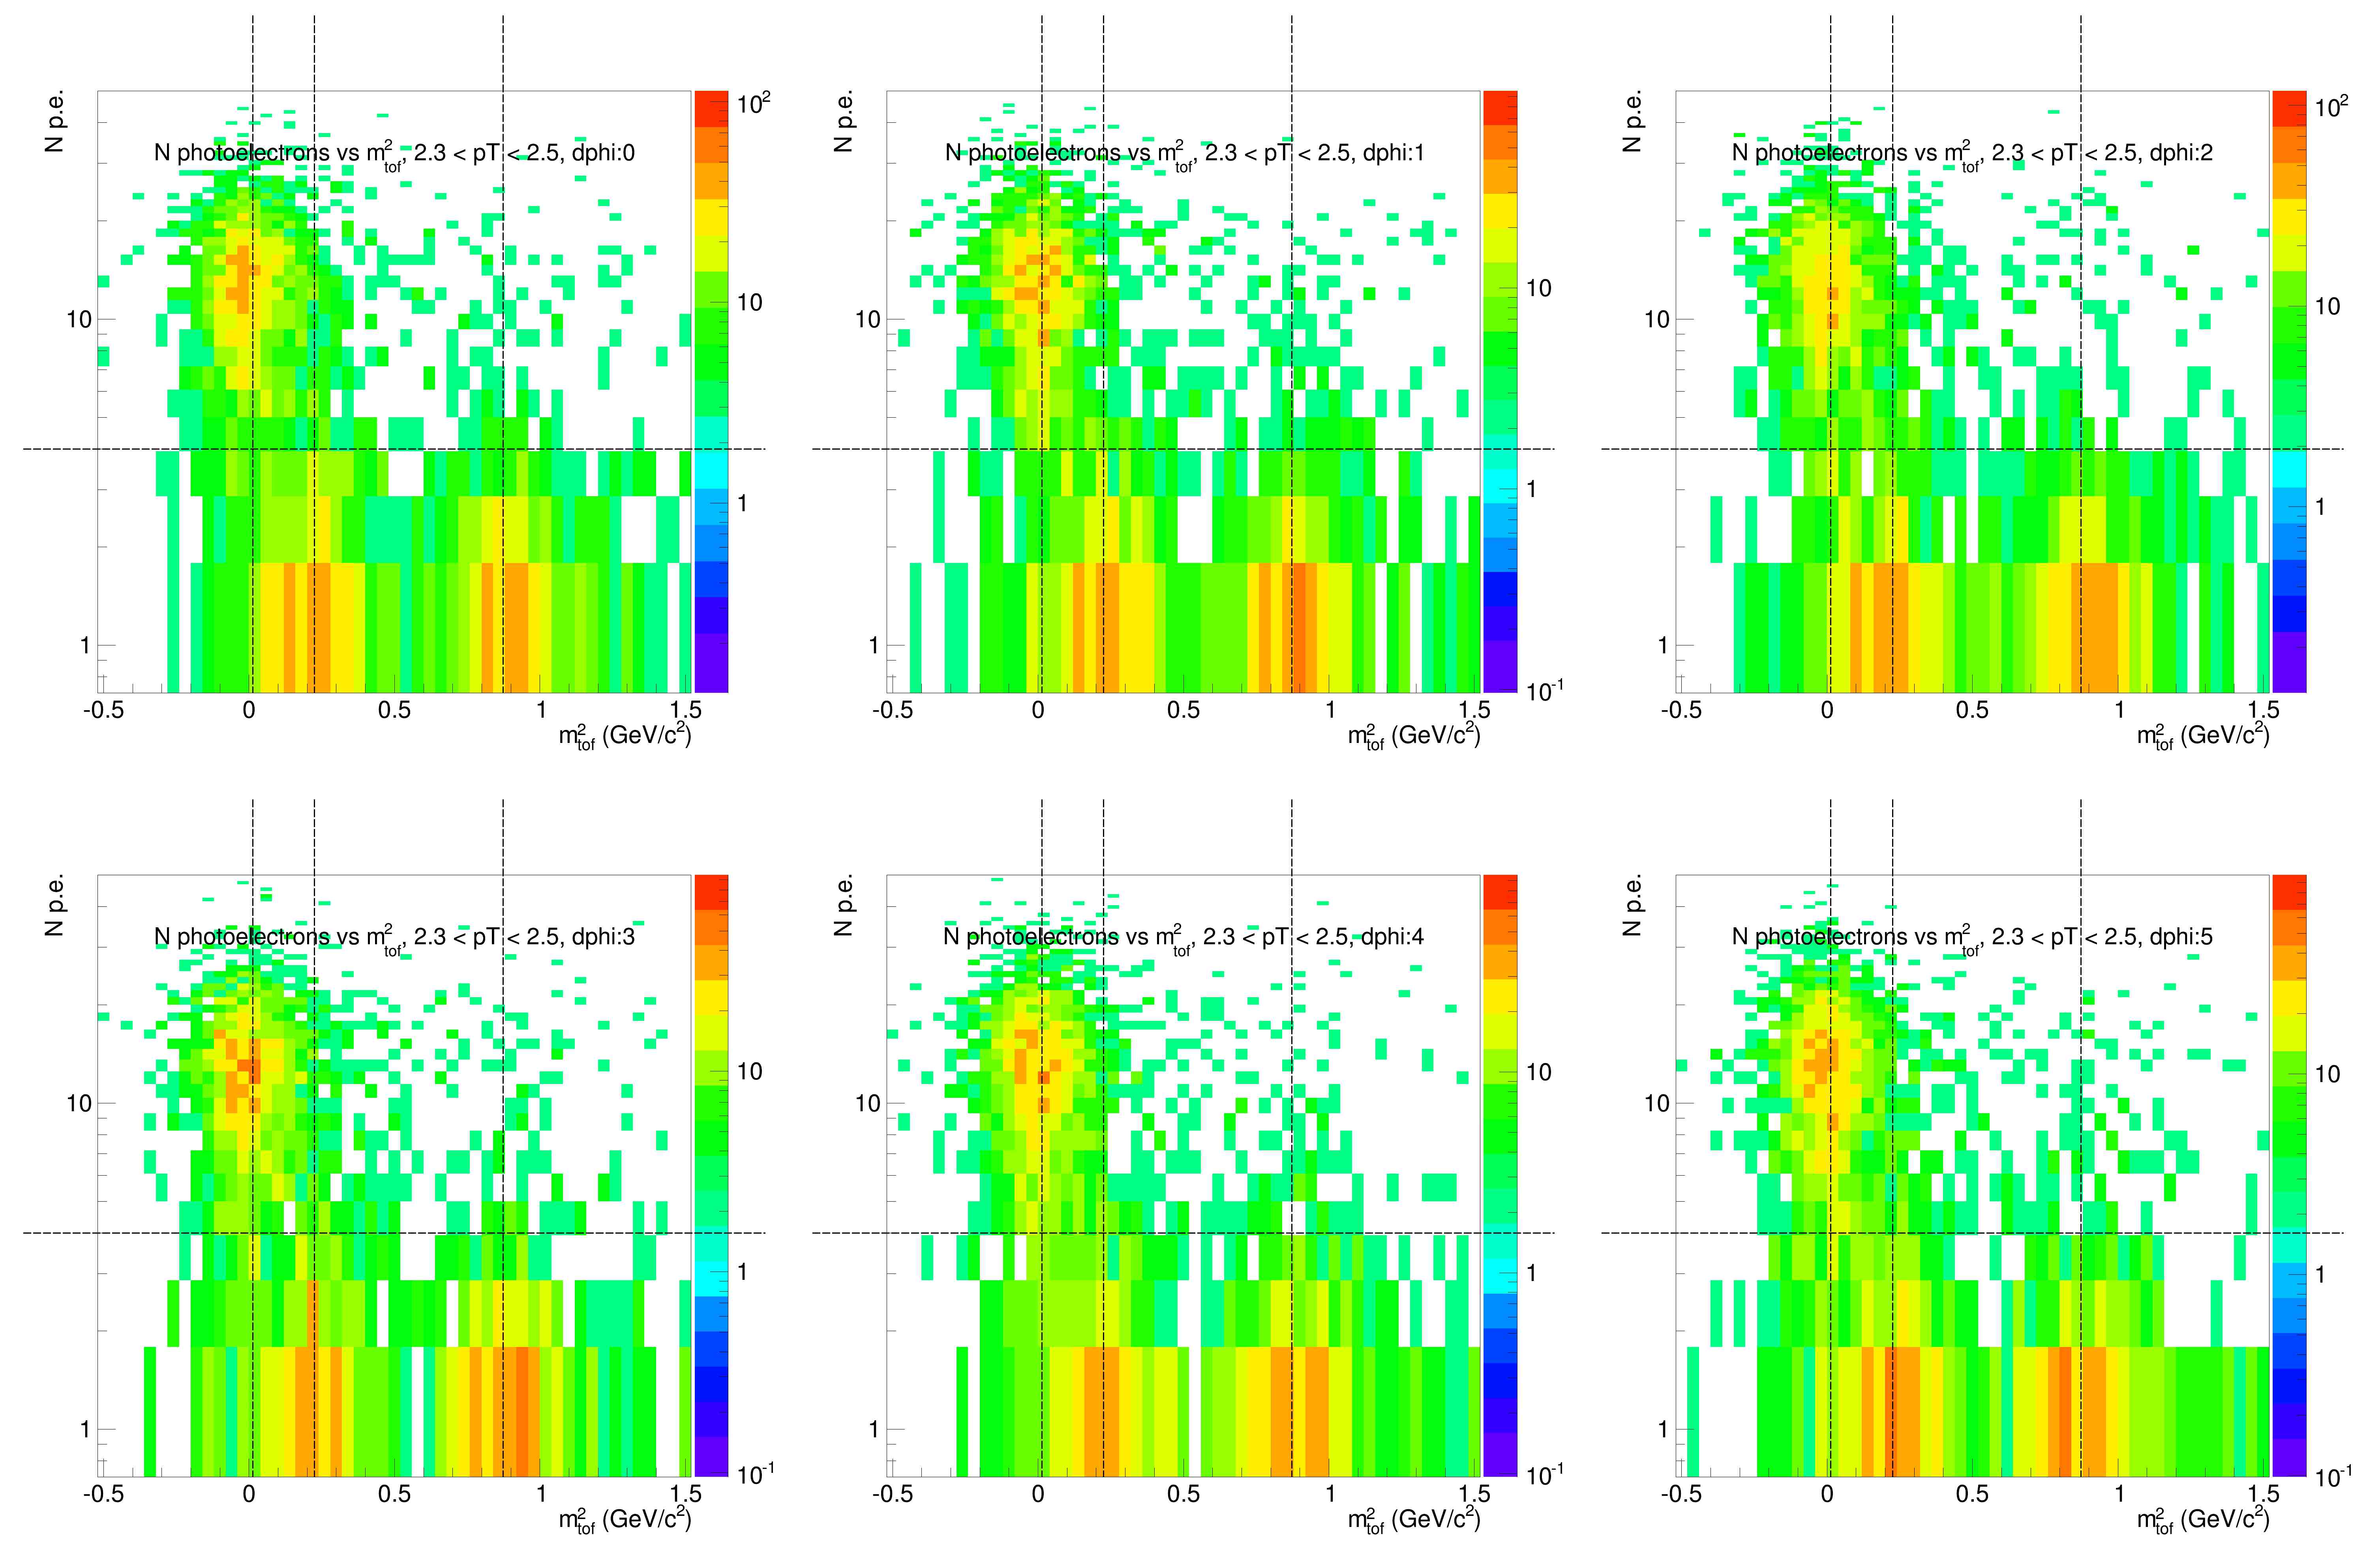 N photoelectrons vs m²tof, 2.3 < pT < 2.5, dphi:0
N p.e.
10
1
-0.5 0 0.5 1 1.5
m²tof (GeV/c²)
10²
10
1
N photoelectrons vs m²tof, 2.3 < pT < 2.5, dphi:1
N p.e.
10
1
-0.5 0 0.5 1 1.5
m²tof (GeV/c²)
10
1
10⁻¹
N photoelectrons vs m²tof, 2.3 < pT < 2.5, dphi:2
N p.e.
10
1
-0.5 0 0.5 1 1.5
m²tof (GeV/c²)
10²
10
1
N photoelectrons vs m²tof, 2.3 < pT < 2.5, dphi:3
N p.e.
10
1
-0.5 0 0.5 1 1.5
m²tof (GeV/c²)
10
1
10⁻¹
N photoelectrons vs m²tof, 2.3 < pT < 2.5, dphi:4
N p.e.
10
1
-0.5 0 0.5 1 1.5
m²tof (GeV/c²)
10
1
10⁻¹
N photoelectrons vs m²tof, 2.3 < pT < 2.5, dphi:5
N p.e.
10
1
-0.5 0 0.5 1 1.5
m²tof (GeV/c²)
10
1
10⁻¹